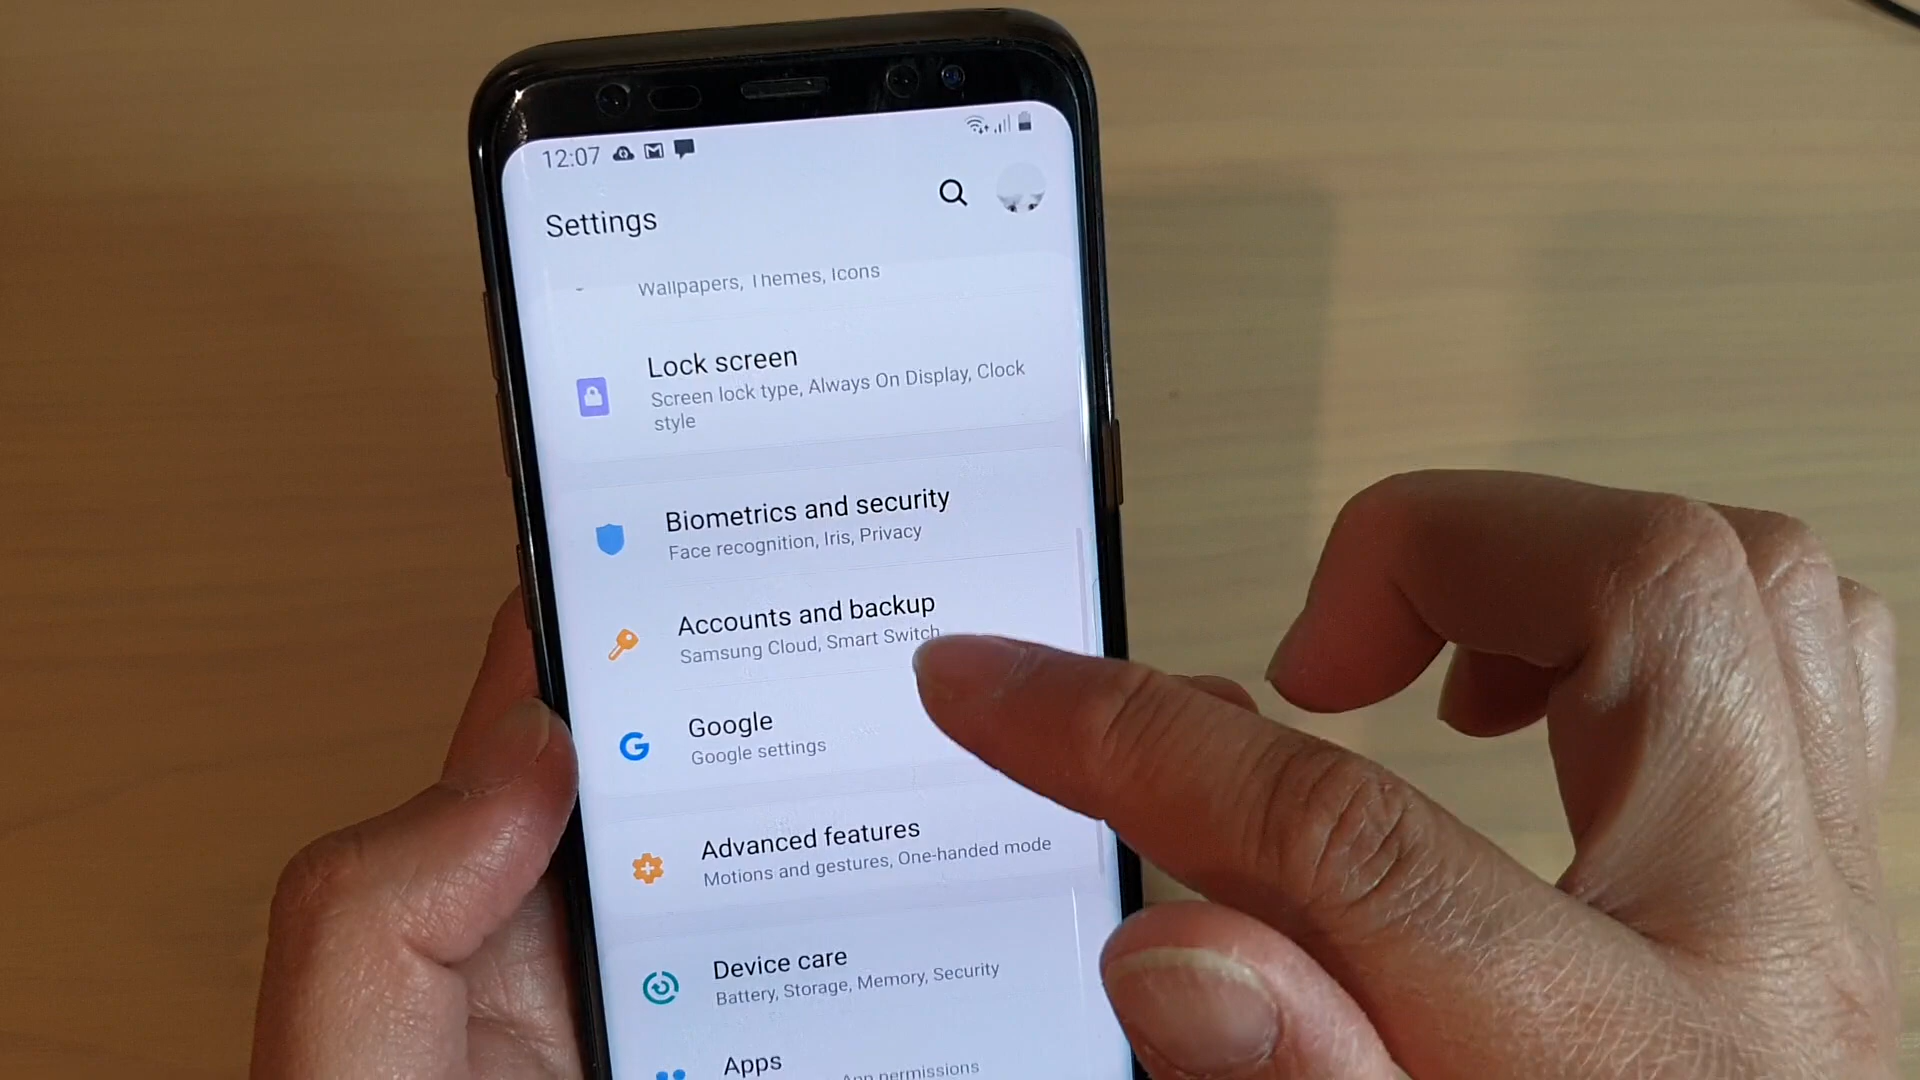 12:07
Settings
Wallpapers, Themes, Icons
Lock screen
Screen lock type, Always On Display, Clock
style
Biometrics and security
Face recognition, Iris, Privacy
Accounts and backup
Samsung Cloud, Smart Switch
Google
Google settings
Advanced features
Motions and gestures, One-handed mode
Device care
Battery, Storage, Memory, Security
Apps
App permissions